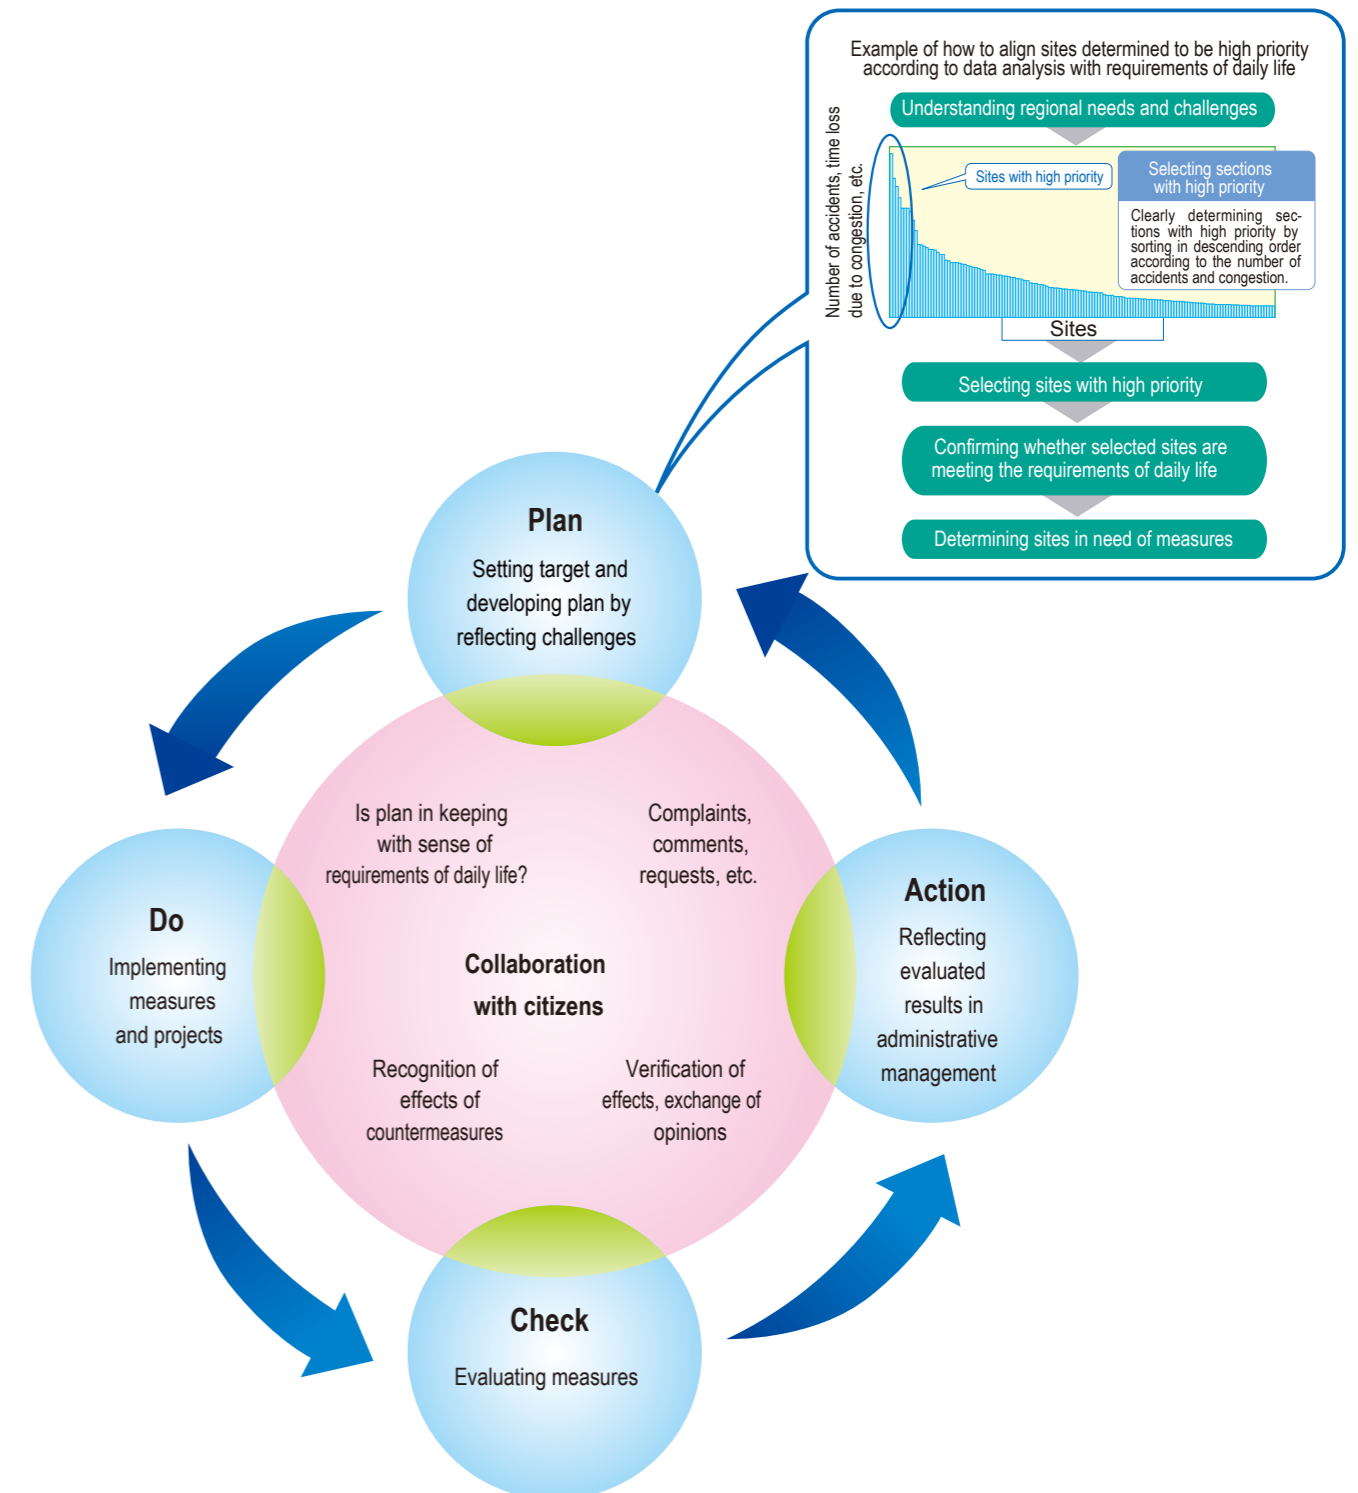 Example of how to align sites determined to be high priority
according to data analysis with requirements of daily life
Understanding regional needs and challenges
Number of accidents, time loss
due to congestion, etc.
Sites with high priority
Selecting sections
with high priority
Clearly determining sec-
tions with high priority by
sorting in descending order
according to the number of
accidents and congestion.
Sites
Selecting sites with high priority
Confirming whether selected sites are
meeting the requirements of daily life
Determining sites in need of measures
Plan
Setting target and
developing plan by
reflecting challenges
Is plan in keeping
with sense of
requirements of daily life?
Complaints,
comments,
requests, etc.
Do
Implementing
measures
and projects
Collaboration
with citizens
Action
Reflecting
evaluated
results in
administrative
management
Recognition of
effects of
countermeasures
Verification of
effects, exchange of
opinions
Check
Evaluating measures